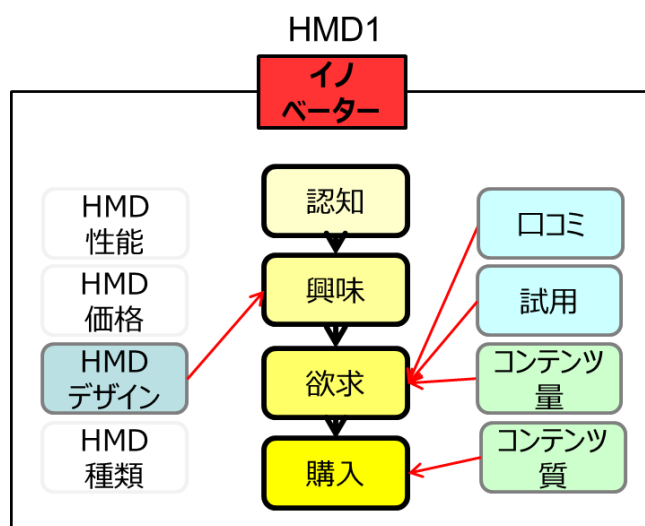 HMD1
イノ
ベーター
認知
興味
欲求
購入
HMD
性能
HMD
価格
HMD
デザイン
HMD
種類
口コミ
試用
コンテンツ
量
コンテンツ
質